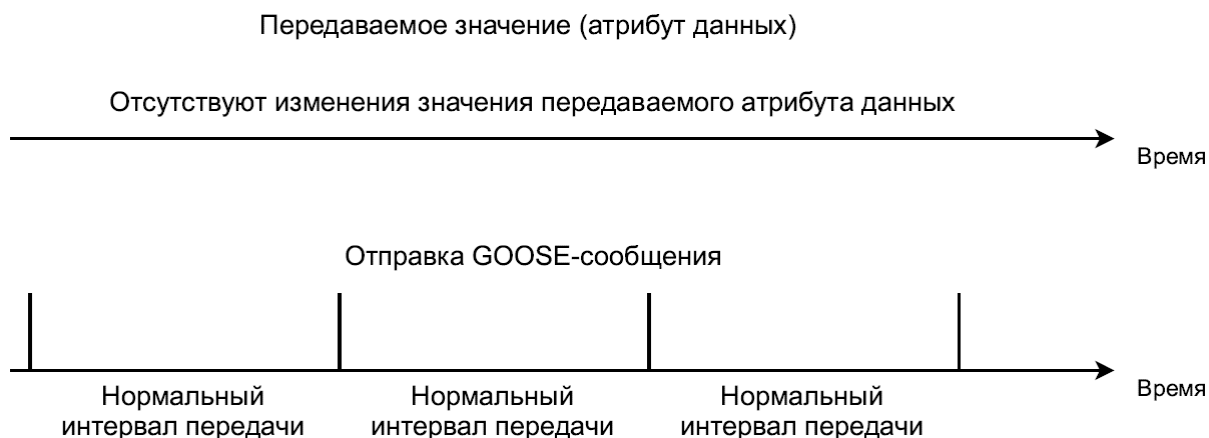 Передаваемое значение (атрибут данных)
Отсутствуют изменения значения передаваемого атрибута данных
Время
Отправка GOOSE-сообщения
Нормальный интервал передачи
Нормальный интервал передачи
Нормальный интервал передачи
Время